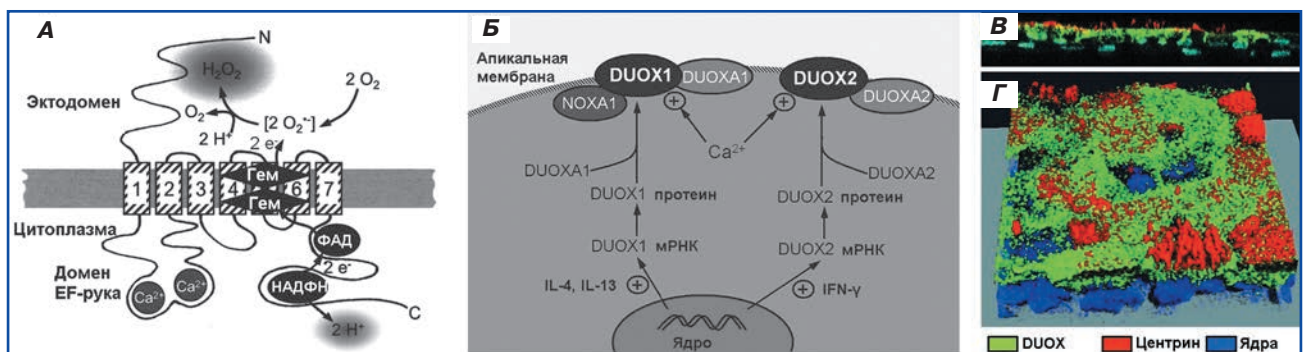 А
N
H₂O₂
2 O₂
Эктодомен
O₂
[2 O₂•⁻]
2 H⁺
2 e⁻
1 2 3 4 6 7
Гем
Гем
Цитоплазма
ФАД
2 e⁻
Домен
EF-рука
Ca²⁺
Ca²⁺
НАДФН
C
2 H⁺
Б
Апикальная
мембрана
DUOX1
DUOXA1
DUOX2
NOXA1
DUOXA2
+
+
Ca²⁺
DUOXA1
DUOXA2
DUOX1 протеин
DUOX2 протеин
DUOX1 мРНК
DUOX2 мРНК
IL-4, IL-13 +
+ IFN-γ
Ядро
В
Г
DUOX
Центрин
Ядра